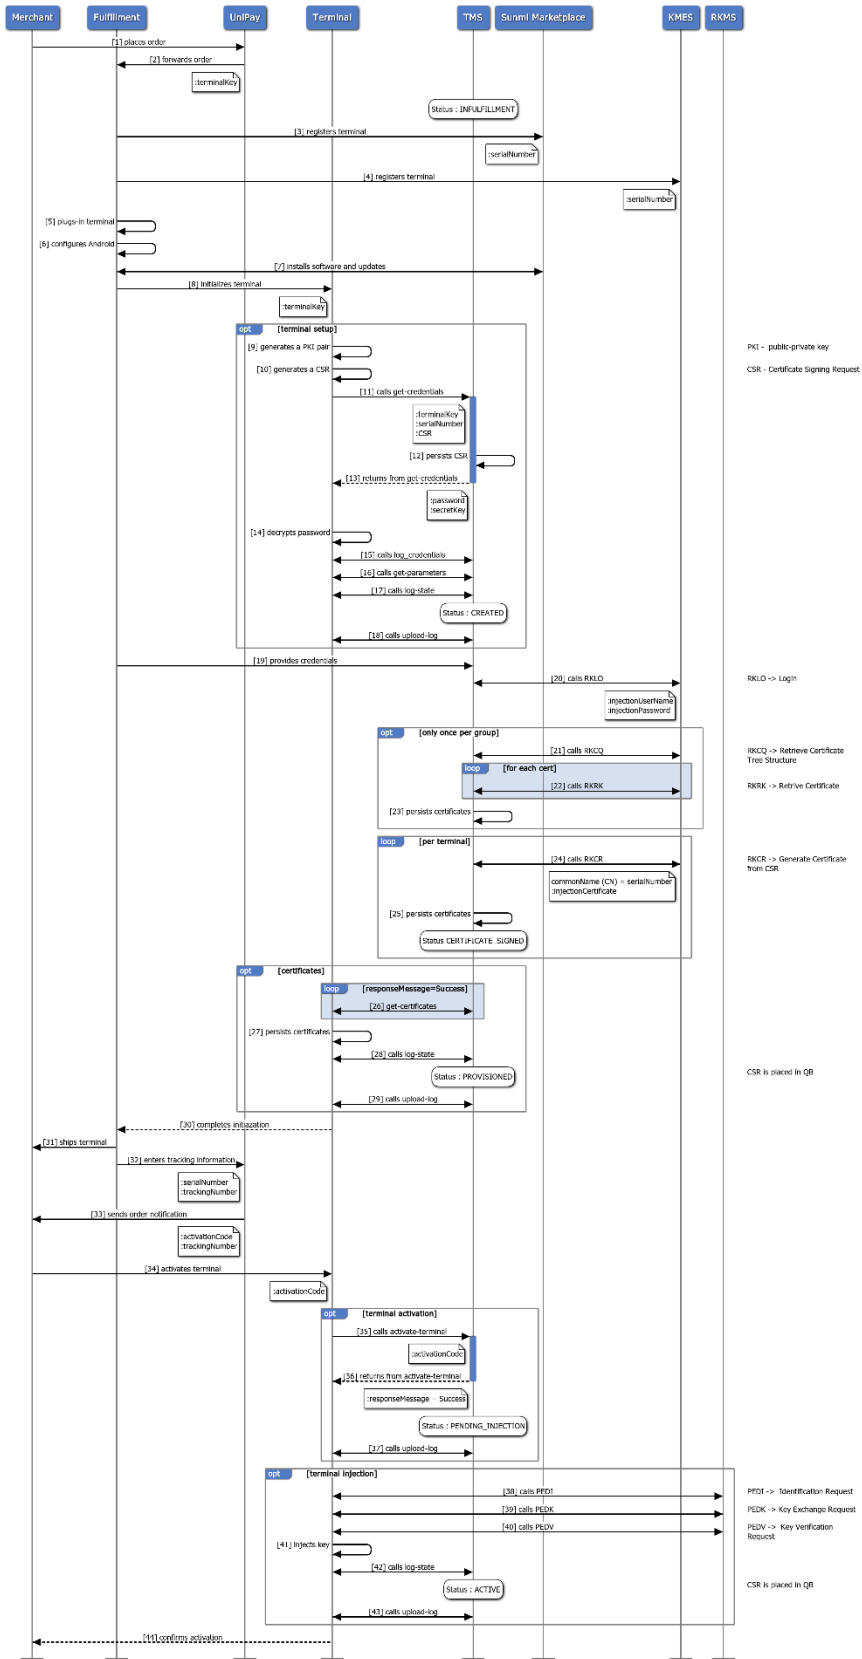 Merchant
Fulfillment
UniPay
Terminal
TMS
Sunmi Marketplace
KMES
RKMS
[1] places order
[2] forwards order
:terminalKey
Status : INFULFILLMENT
[3] registers terminal
:serialNumber
[4] registers terminal
:serialNumber
[5] plugs-in terminal
[6] configures Android
[7] installs software and updates
[8] initializes terminal
:terminalKey
opt [terminal setup]
[9] generates a PKI pair
PKI - public-private key
[10] generates a CSR
CSR - Certificate Signing Request
[11] calls get-credentials
:terminalKey
:serialNumber
:CSR
[12] persists CSR
[13] returns from get-credentials
:password
:secretKey
[14] decrypts password
[15] calls log_credentials
[16] calls get-parameters
[17] calls log-state
Status : CREATED
[18] calls upload-log
[19] provides credentials
[20] calls RKLO
RKLO -> Login
:injectionUserName
:injectionPassword
opt [only once per group]
[21] calls RKCQ
RKCQ -> Retrieve Certificate
Tree Structure
loop [for each cert]
[22] calls RKRK
RKRK -> Retrive Certificate
[23] persists certificates
loop [per terminal]
[24] calls RKCR
RKCR -> Generate Certificate
from CSR
commonName (CN) = serialNumber
:injectionCertificate
[25] persists certificates
Status CERTIFICATE_SIGNED
opt [certificates]
loop [responseMessage=Success]
[26] get-certificates
[27] persists certificates
[28] calls log-state
Status : PROVISIONED
CSR is placed in QB
[29] calls upload-log
[30] completes initiazation
[31] ships terminal
[32] enters tracking information
:serialNumber
:trackingNumber
[33] sends order notification
:activationCode
:trackingNumber
[34] activates terminal
:activationCode
opt [terminal activation]
[35] calls activate-terminal
:activationCode
[36] returns from activate-terminal
:responseMessage = Success
Status : PENDING_INJECTION
[37] calls upload-log
opt [terminal injection]
[38] calls PEDI
PEDI -> Identification Request
[39] calls PEDK
PEDK -> Key Exchange Request
[40] calls PEDV
PEDV -> Key Verification
Request
[41] injects key
[42] calls log-state
Status : ACTIVE
CSR is placed in QB
[43] calls upload-log
[44] confirms activation